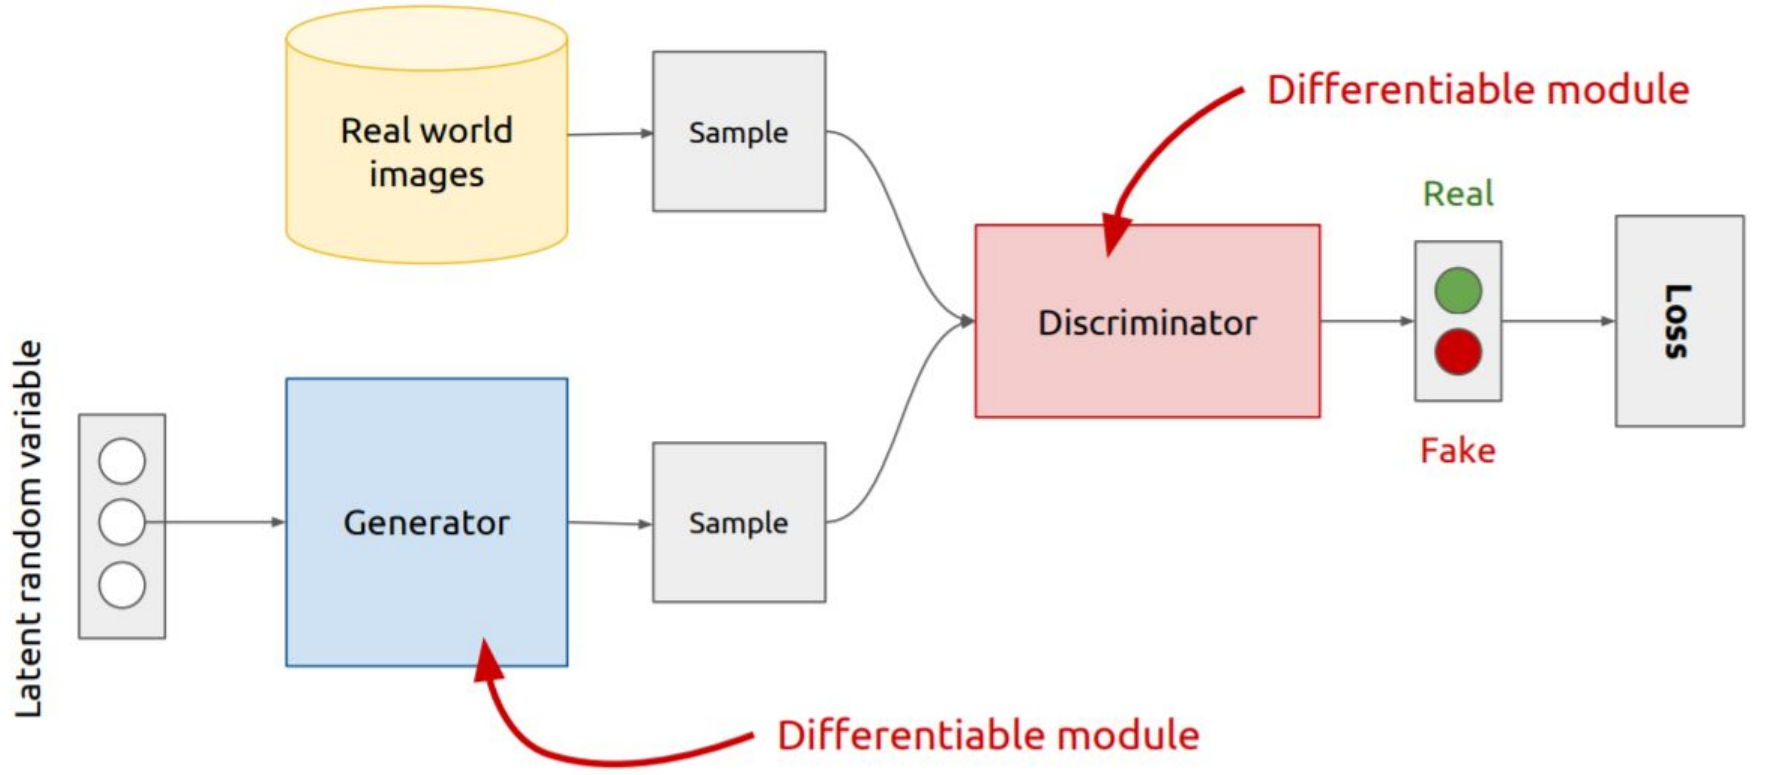 Real world
images
Sample
Differentiable module
Real
Discriminator
Loss
Fake
Latent random variable
Generator
Sample
Differentiable module